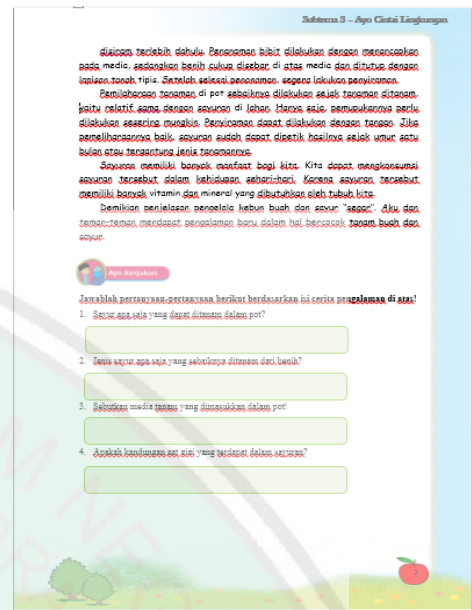 Subtema 3 – Ayo Cintai Lingkungan
disiram terlebih dahulu. Penanaman bibit dilakukan dengan menancapkan
pada media, sedangkan benih cukup disebar di atas media dan ditutup dengan
lapisan tanah tipis. Setelah selesai penanaman, segera lakukan penyiraman.
Pemilaharaan tanaman di pot sebaiknya dilakukan sejak tanaman ditanam,
yaitu relatif sama dengan sayuran di lahan. Hanya saja, pemupukannya perlu
dilakukan sesering mungkin. Penyiraman dapat dilakukan dengan tangan. Jika
pemeliharaannya baik, sayuran sudah dapat dipetik hasilnya sejak umur satu
bulan atau tergantung jenis tanamannya.
Sayuran memiliki banyak manfaat bagi kita. Kita dapat mengkonsumsi
sayuran tersebut dalam kehidupan sehari-hari. Karena sayuran tersebut
memiliki banyak vitamin dan mineral yang dibutuhkan oleh tubuh kita.
Demikian penjelasan pengelola kebun buah dan sayur "segar". Aku dan
teman-teman mendapat pengalaman baru dalam hal bercocok tanam buah dan
sayur.
Ayo Kerjakan
Jawablah pertanyaan-pertanyaan berikut berdasarkan isi cerita pengalaman di atas!
1. Sayur apa saja yang dapat ditanam dalam pot?
2. Jenis sayur apa saja yang sebaiknya ditanam dari benih?
3. Sebutkan media tanam yang dimasukkan dalam pot!
4. Apakah kandungan zat gizi yang terdapat dalam sayuran?